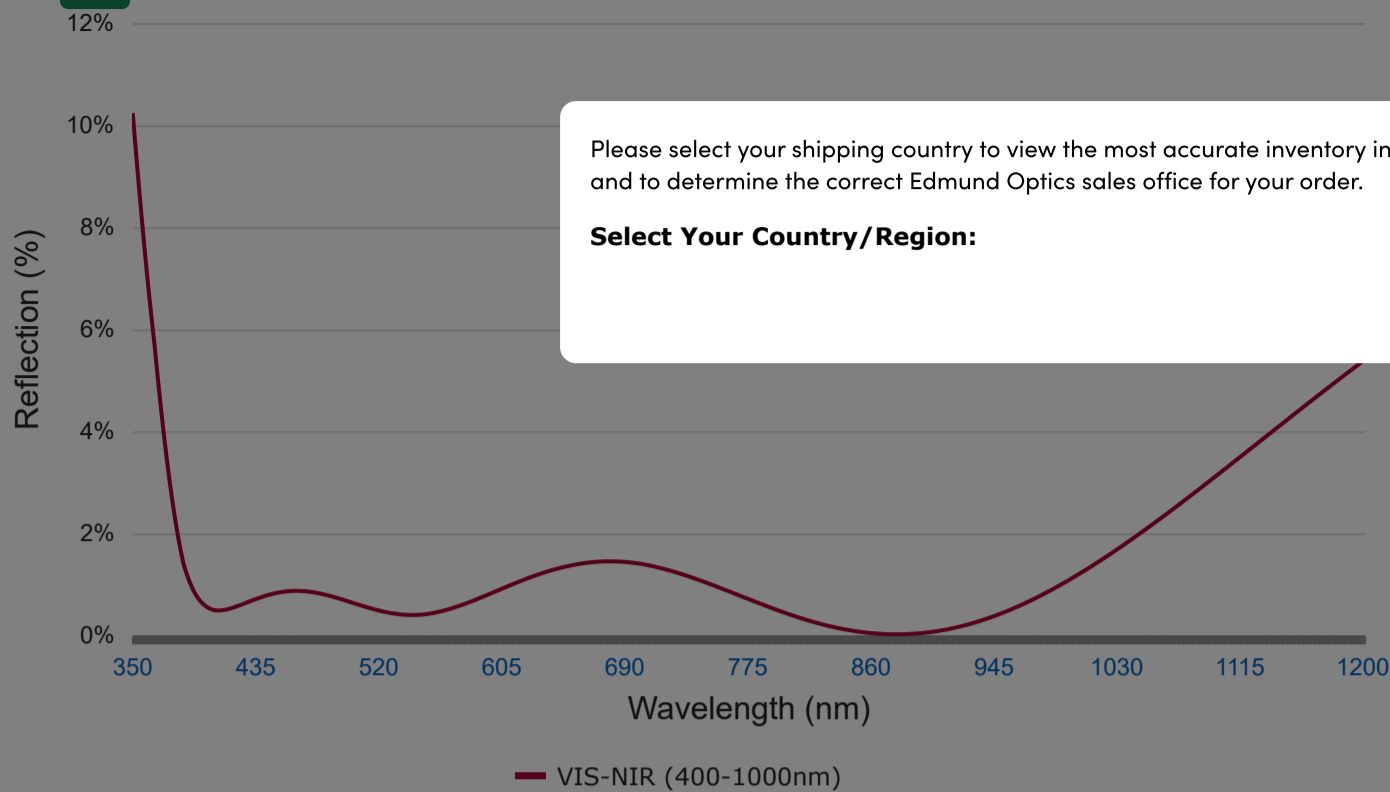 12%
10%
8%
6%
4%
2%
0%
Reflection (%)
Please select your shipping country to view the most accurate inventory in
and to determine the correct Edmund Optics sales office for your order.
Select Your Country/Region:
350 435 520 605 690 775 860 945 1030 1115 1200
Wavelength (nm)
VIS-NIR (400-1000nm)